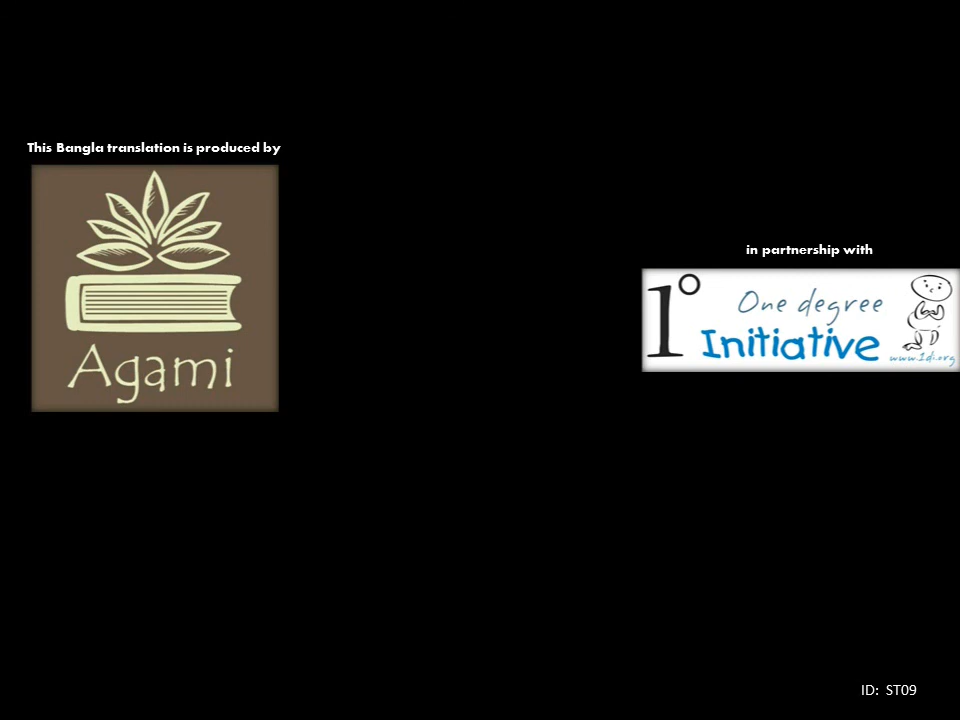 This Bangla translation is produced by
Agami
in partnership with
1° One degree
Initiative
www.1di.org
ID: ST09